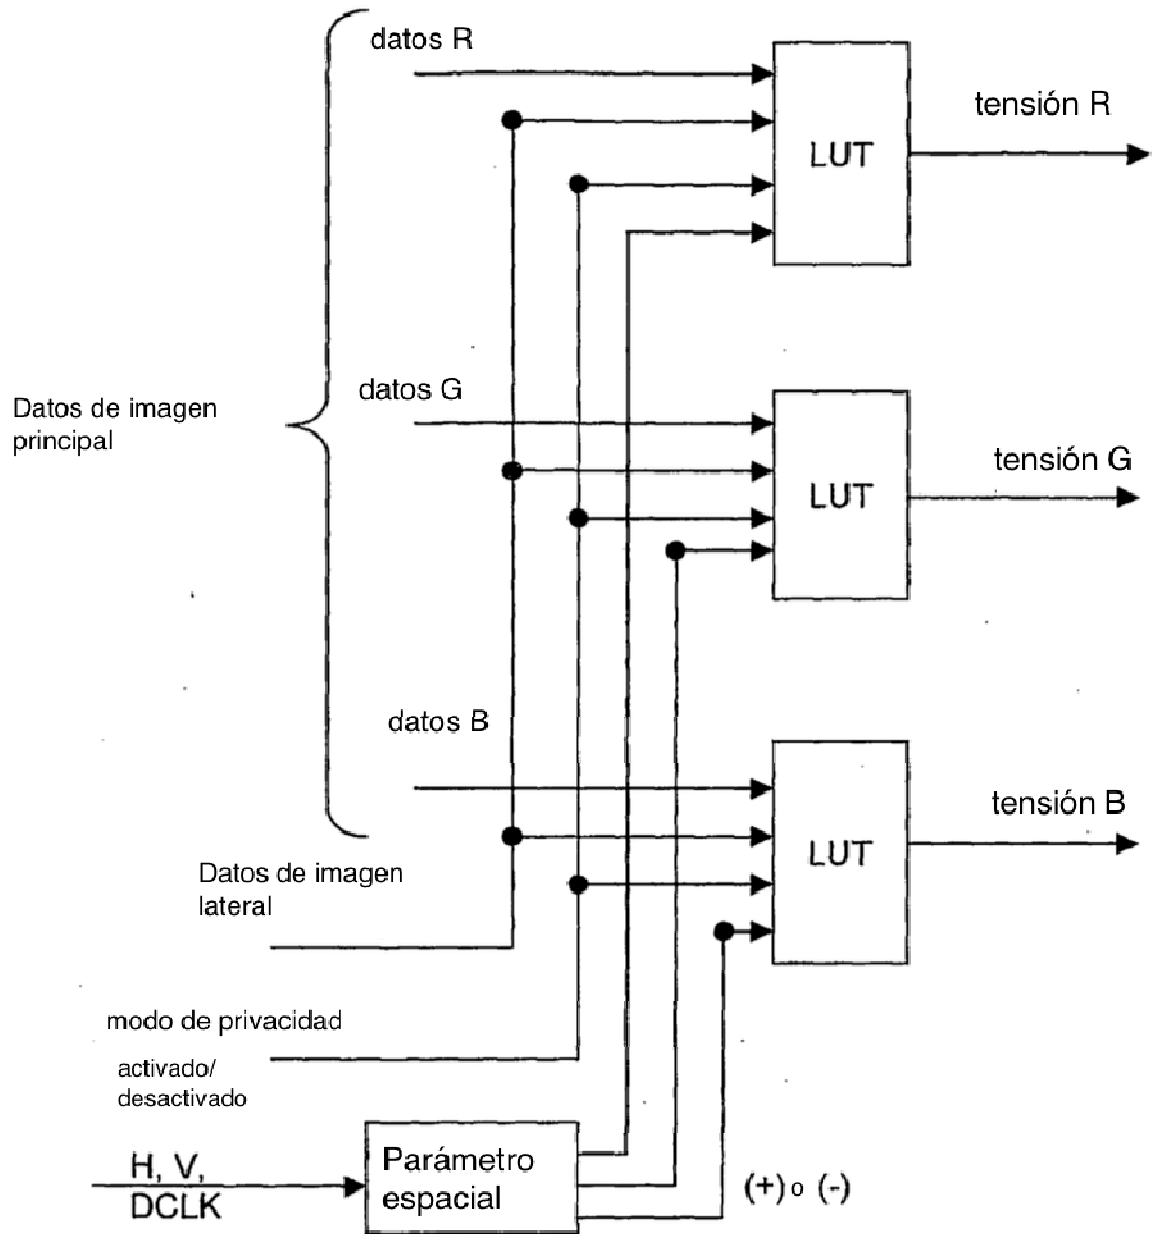 datos R
tensión R
LUT
datos G
Datos de imagen
principal
tensión G
LUT
datos B
tensión B
LUT
Datos de imagen
lateral
modo de privacidad
activado/
desactivado
H, V,
DCLK
Parámetro
espacial
(+) o (-)